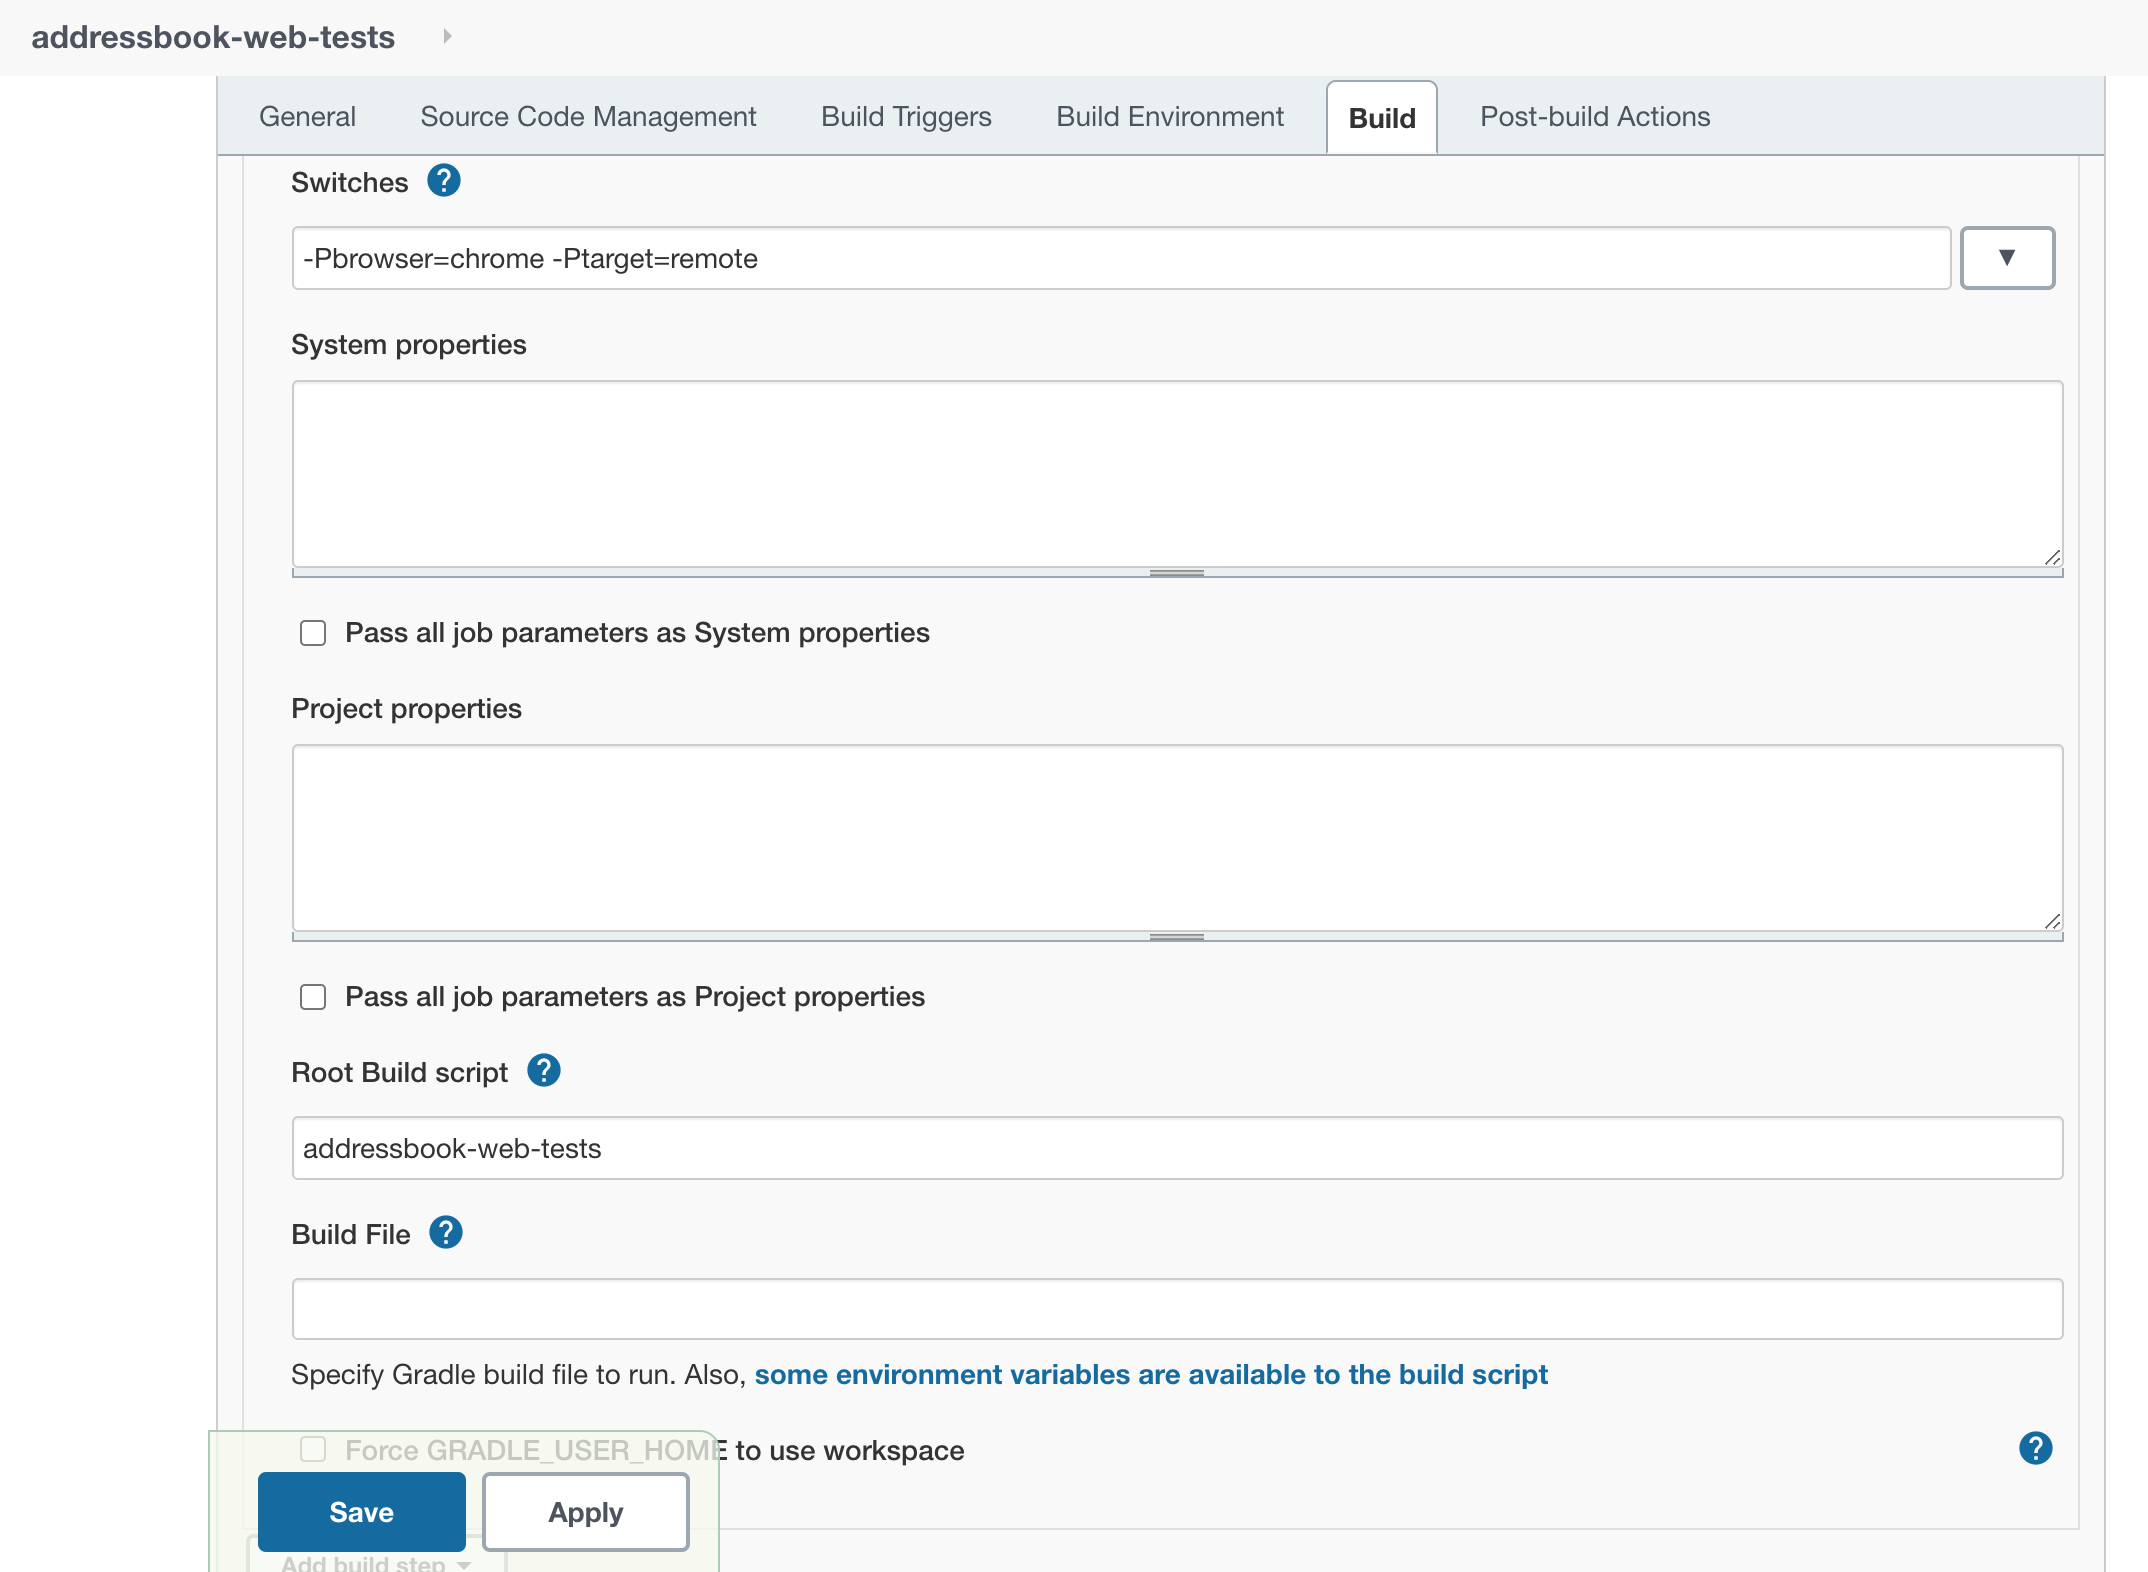 addressbook-web-tests
General Source Code Management Build Triggers Build Environment Build Post-build Actions
Switches ?
-Pbrowser=chrome -Ptarget=remote
System properties
Pass all job parameters as System properties
Project properties
Pass all job parameters as Project properties
Root Build script ?
addressbook-web-tests
Build File ?
Specify Gradle build file to run. Also, some environment variables are available to the build script
Force GRADLE_USER_HOME to use workspace ?
Save Apply
Add build step